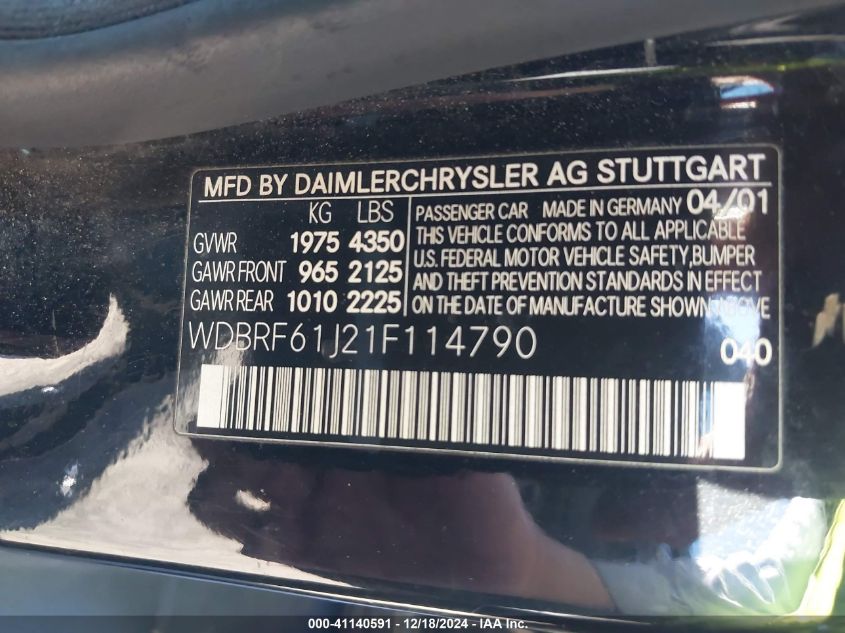 MFD BY DAIMLERCHRYSLER AG STUTTGART
KG LBS
GVWR 1975 4350
GAWR FRONT 965 2125
GAWR REAR 1010 2225
PASSENGER CAR MADE IN GERMANY 04/01
THIS VEHICLE CONFORMS TO ALL APPLICABLE
U.S. FEDERAL MOTOR VEHICLE SAFETY, BUMPER
AND THEFT PREVENTION STANDARDS IN EFFECT
ON THE DATE OF MANUFACTURE SHOWN ABOVE
WDBRF61J21F114790
040
000-41140591 - 12/18/2024 - IAA Inc.